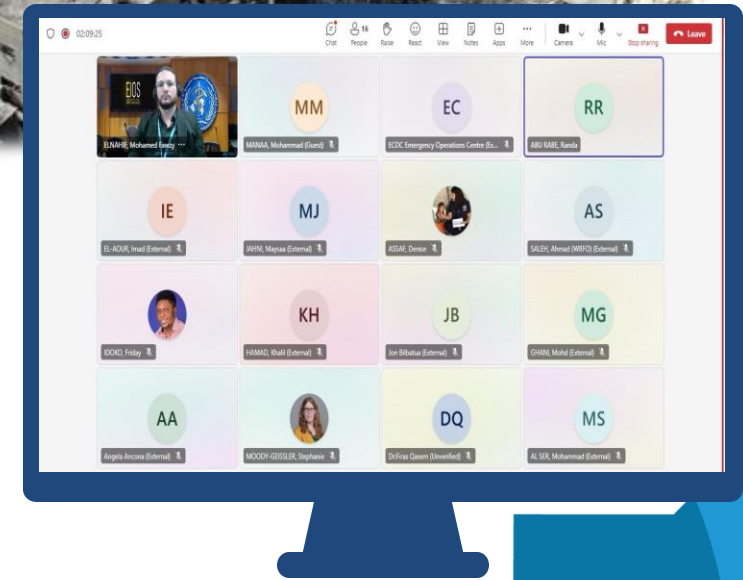 02:09:25
16
Chat People Raise React View Notes Apps More Camera Mic Stop sharing Leave
EIOS
ELNAHIF, Mohamed Fawzy ···
MM
MANAA, Mohammad (Guest)
EC
ECDC Emergency Operations Centre (Ex...
RR
ABU RABE, Randa
IE
EL-AOUR, Imad (External)
MJ
JAHNI, Maysaa (External)
ASSAF, Denise
AS
SALEH, Ahmad (WBFO) (External)
IDOKO, Friday
KH
HAMAD, Khalil (External)
JB
Jon Bilbatua (External)
MG
GHANI, Mohd (External)
AA
Angela Ancona (External)
MOODY-GEISSLER, Stephanie
DQ
Dr.Firas Qasem (Unverified)
MS
AL SER, Mohammad (External)